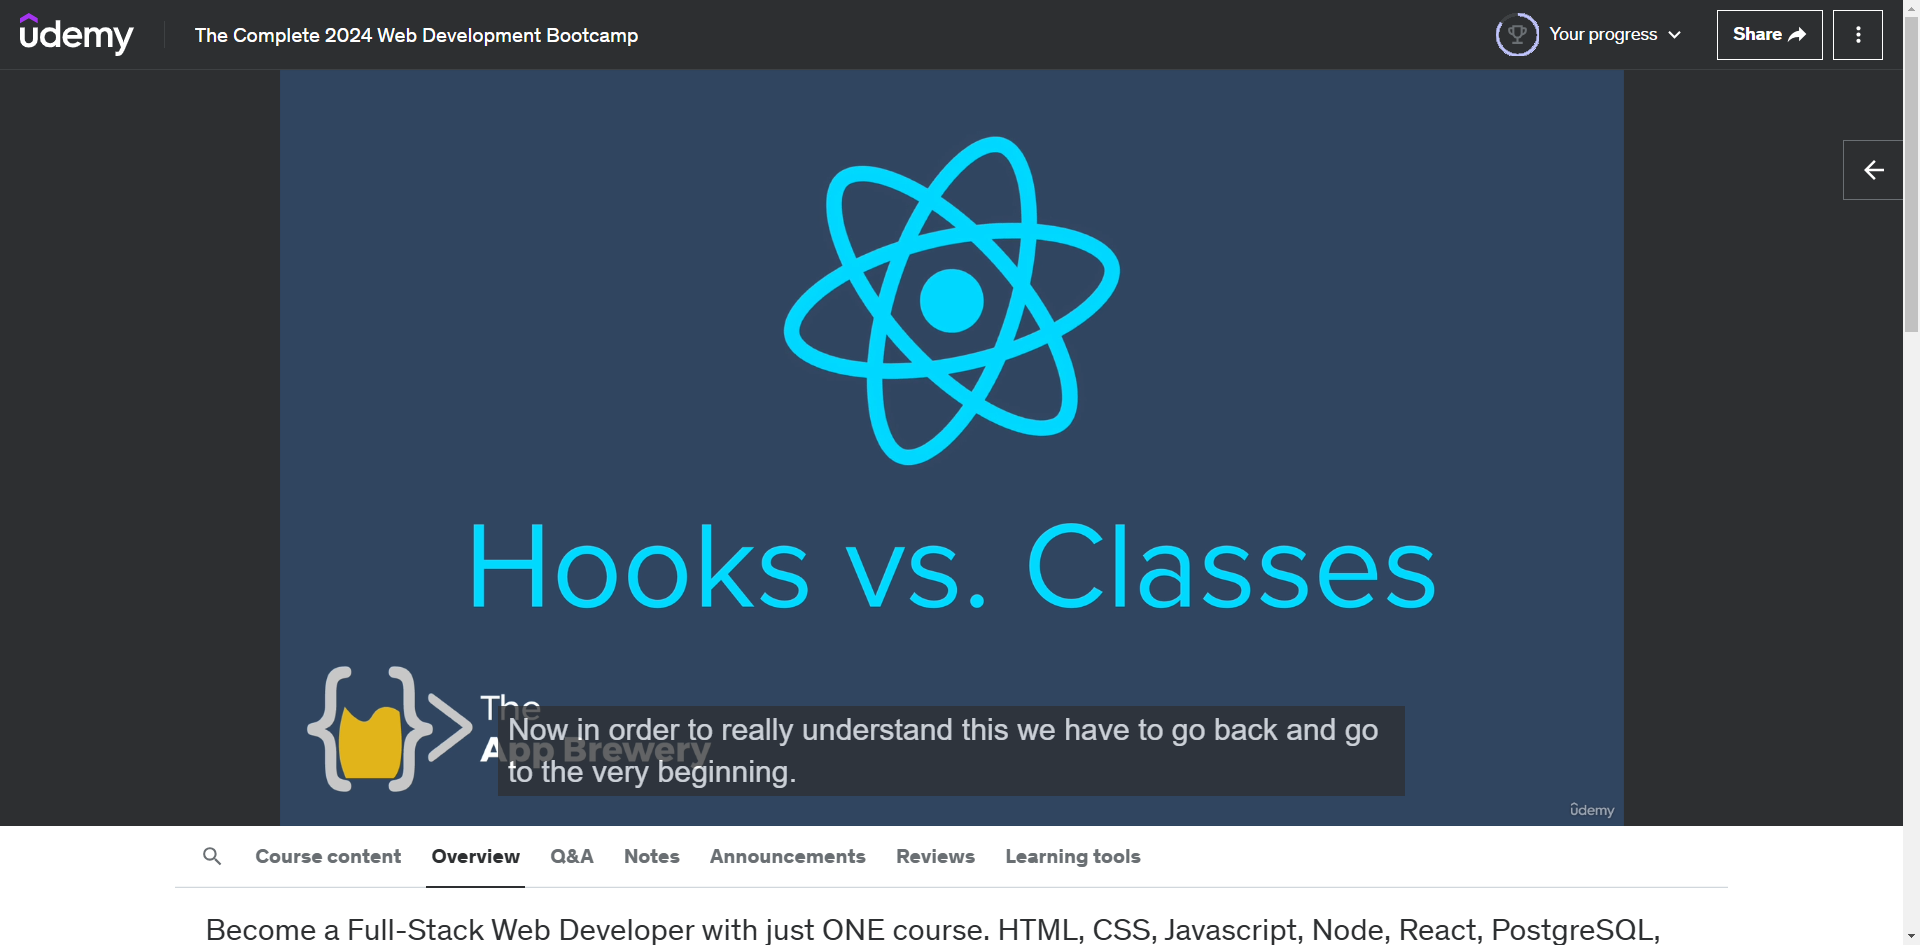 ûdemy
The Complete 2024 Web Development Bootcamp
Your progress
Share
Hooks vs. Classes
The
App Brewery
Now in order to really understand this we have to go back and go
to the very beginning.
ûdemy
Course content
Overview
Q&A
Notes
Announcements
Reviews
Learning tools
Become a Full-Stack Web Developer with just ONE course. HTML, CSS, Javascript, Node, React, PostgreSQL,